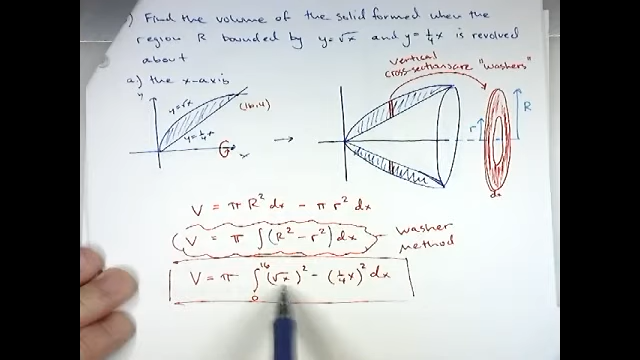 ) Find the volume of the solid formed when the
region R bounded by y=√x and y=¼x is revolved
about
a) the x-axis
vertical
cross-sections are "washers"
y
y=√x
(16,4)
y=¼x
x
r
R
dx
V = π R² dx - π r² dx
V = π ∫(R² - r²) dx
washer
method
V = π ∫₀¹⁶ (√x)² - (¼x)² dx